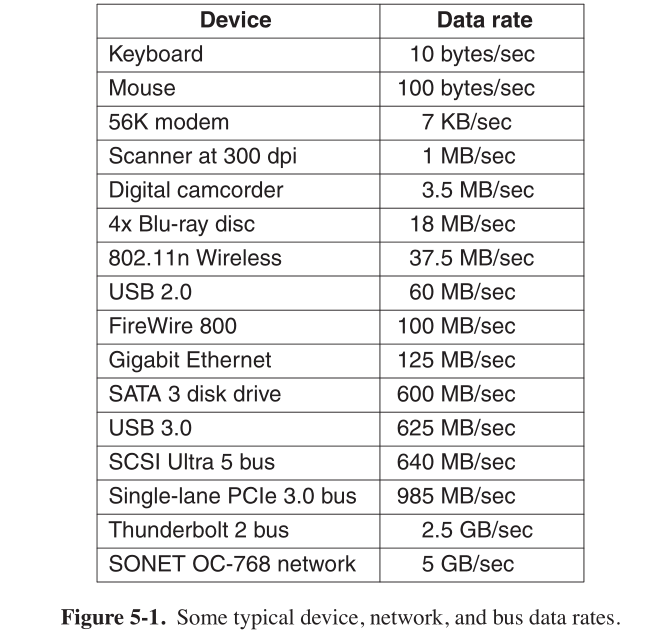 Device Data rate
Keyboard 10 bytes/sec
Mouse 100 bytes/sec
56K modem 7 KB/sec
Scanner at 300 dpi 1 MB/sec
Digital camcorder 3.5 MB/sec
4x Blu-ray disc 18 MB/sec
802.11n Wireless 37.5 MB/sec
USB 2.0 60 MB/sec
FireWire 800 100 MB/sec
Gigabit Ethernet 125 MB/sec
SATA 3 disk drive 600 MB/sec
USB 3.0 625 MB/sec
SCSI Ultra 5 bus 640 MB/sec
Single-lane PCIe 3.0 bus 985 MB/sec
Thunderbolt 2 bus 2.5 GB/sec
SONET OC-768 network 5 GB/sec
Figure 5-1. Some typical device, network, and bus data rates.